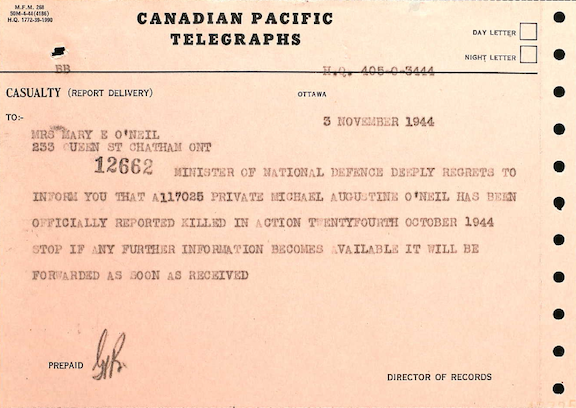 M.F.M. 268
50M-4-44 (4186)
H.Q. 1772-39-1990
CANADIAN PACIFIC
TELEGRAPHS
DAY LETTER
NIGHT LETTER
BB
H.Q. 405-O-3444
CASUALTY (REPORT DELIVERY)
OTTAWA
TO:-
3 NOVEMBER 1944
MRS MARY E O'NEIL
233 QUEEN ST CHATHAM ONT
12662
MINISTER OF NATIONAL DEFENCE DEEPLY REGRETS TO
INFORM YOU THAT A117025 PRIVATE MICHAEL AUGUSTINE O'NEIL HAS BEEN
OFFICIALLY REPORTED KILLED IN ACTION TWENTYFOURTH OCTOBER 1944
STOP IF ANY FURTHER INFORMATION BECOMES AVAILABLE IT WILL BE
FORWARDED AS SOON AS RECEIVED
PREPAID
DIRECTOR OF RECORDS